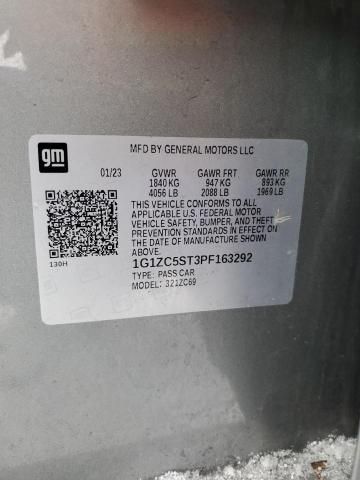 gm
MFD BY GENERAL MOTORS LLC
01/23 GVWR GAWR FRT GAWR RR
1840 KG 947 KG 893 KG
4056 LB 2088 LB 1969 LB
THIS VEHICLE CONFORMS TO ALL
APPLICABLE U.S. FEDERAL MOTOR
VEHICLE SAFETY, BUMPER, AND THEFT
PREVENTION STANDARDS IN EFFECT ON
THE DATE OF MANUFACTURE SHOWN ABOVE.
130H
1G1ZC5ST3PF163292
TYPE: PASS CAR
MODEL: 321ZC69